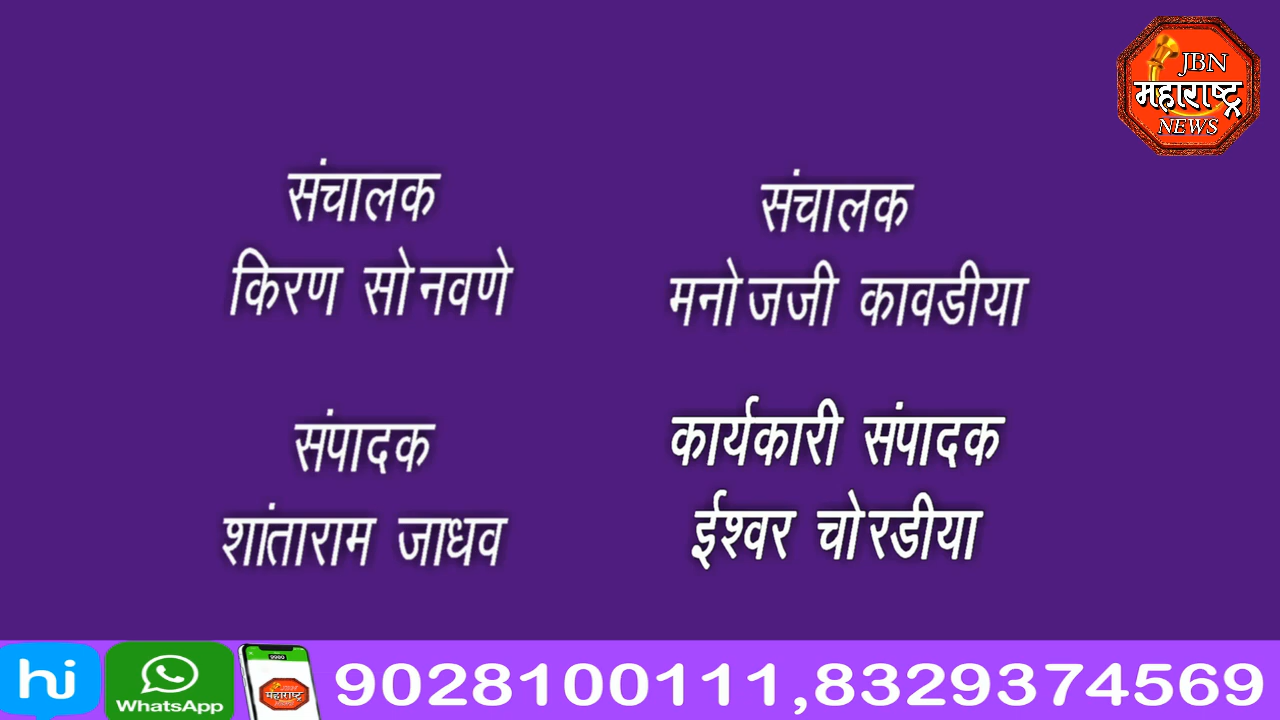 JBN
महाराष्ट्र
NEWS
संचालक
किरण सोनवणे
संचालक
मनोजजी कावडीया
संपादक
शांताराम जाधव
कार्यकारी संपादक
ईश्वर चोरडीया
hi
WhatsApp
महाराष्ट्र
9028100111,8329374569